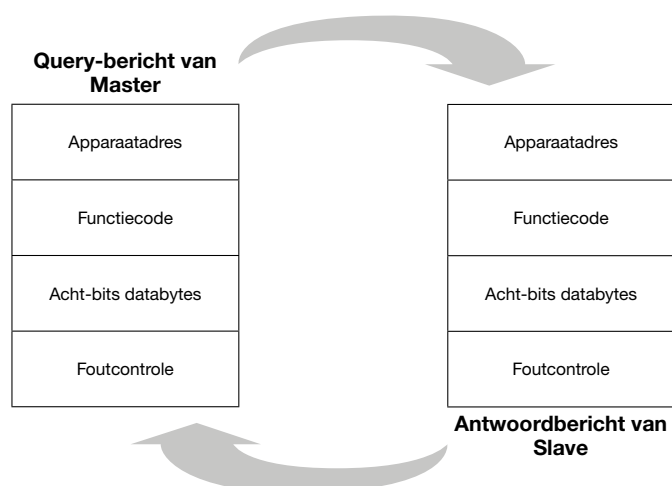 Query-bericht van
Master
Apparaatadres
Functiecode
Acht-bits databytes
Foutcontrole
Apparaatadres
Functiecode
Acht-bits databytes
Foutcontrole
Antwoordbericht van
Slave